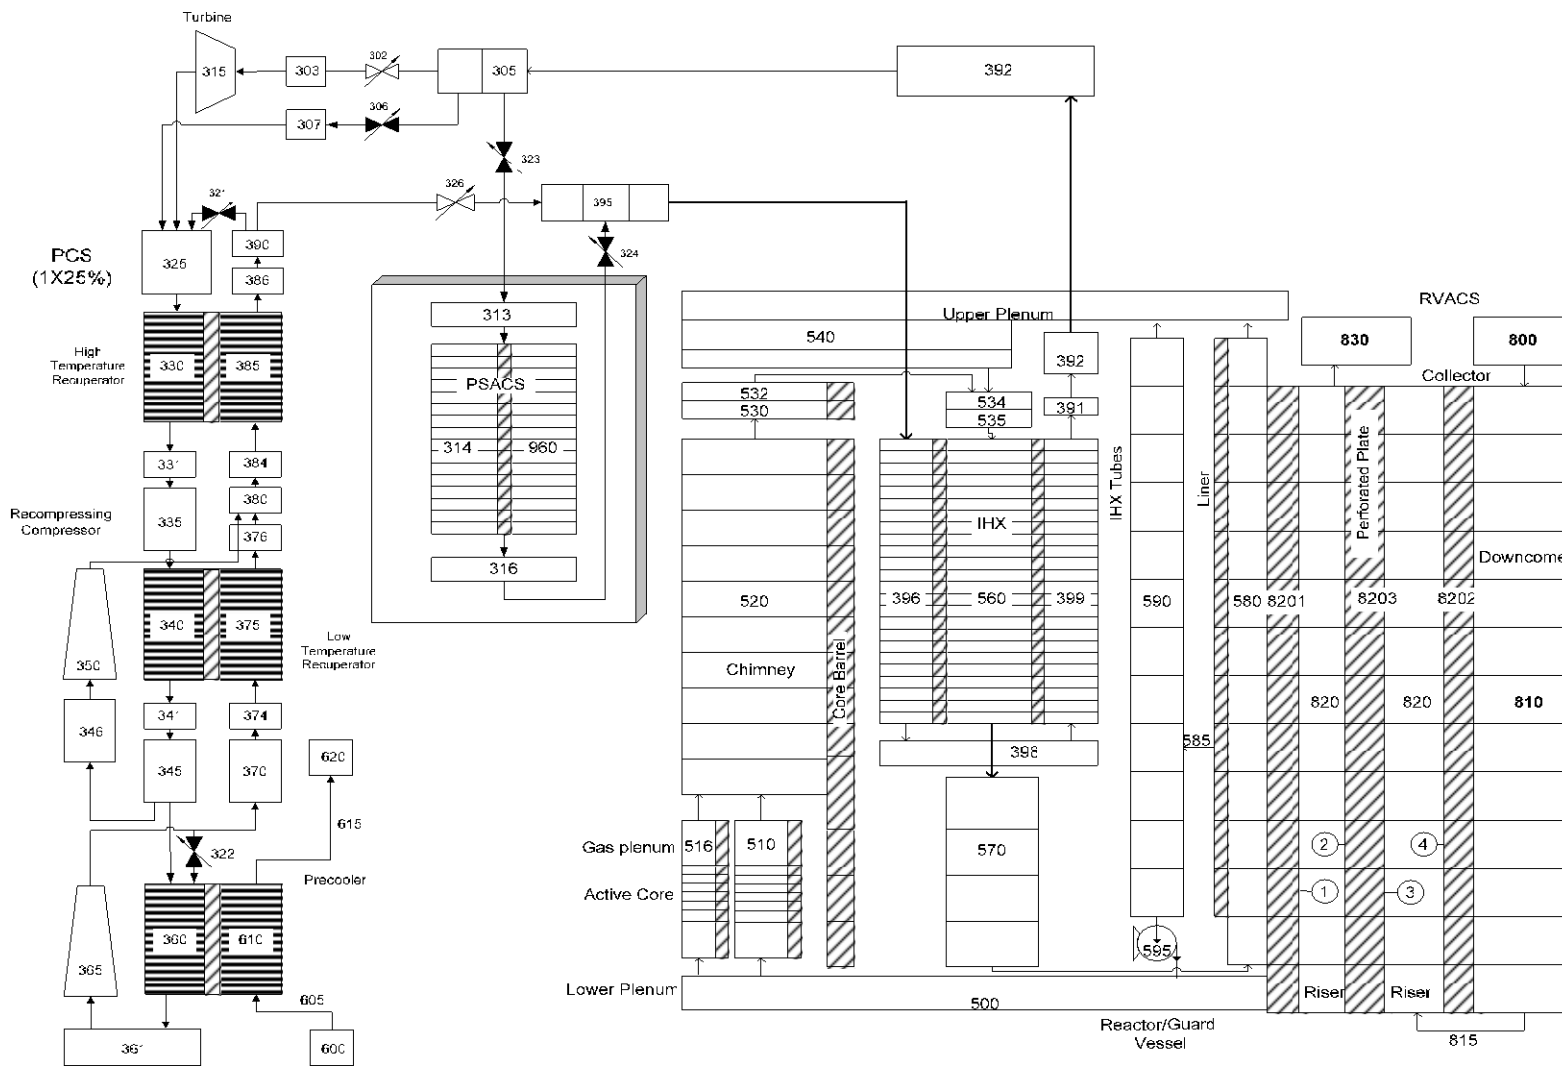 Turbine
302
315
303
305
392
306
307
323
321
326
395
324
390
PCS
(1X25%)
325
386
313
Upper Plenum
RVACS
540
830
800
High
Temperature
Recuperator
330
385
PSACS
392
Collector
532
530
534
535
391
314
960
331
384
380
335
376
Recompressing
Compressor
IHX
IHX Tubes
Liner
Perforated Plate
Downcome
316
340
375
520
396
560
399
590
580
8201
8203
8202
350
Low
Temperature
Recuperator
Chimney
Core Barrel
820
820
810
346
341
374
345
370
620
398
585
615
322
Gas plenum
516
510
570
2
4
Precooler
Active Core
1
3
360
610
365
595
605
Lower Plenum
500
Riser
Riser
361
600
Reactor/Guard
Vessel
815